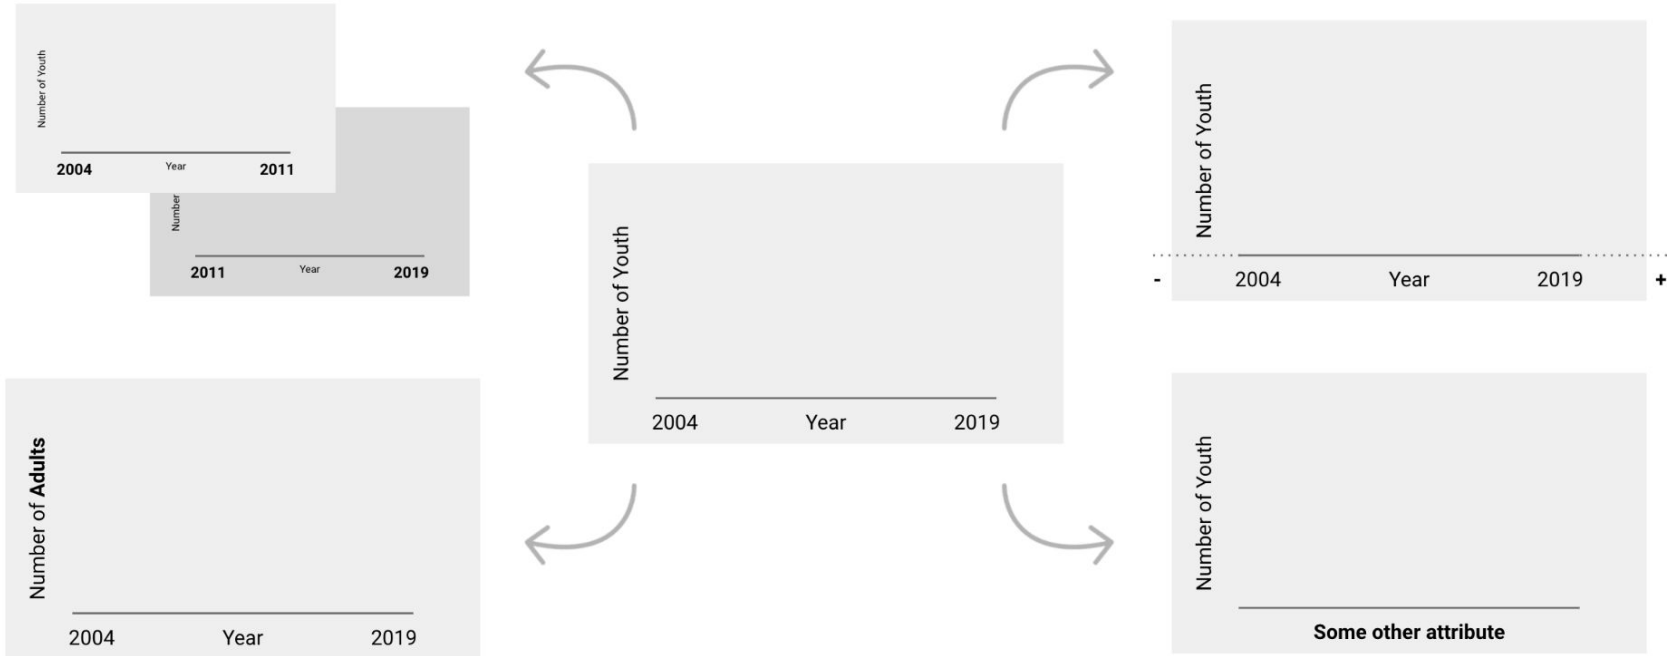 Number of Youth
2004 Year 2011
Number
2011 Year 2019
Number of Youth
2004 Year 2019
Number of Youth
- 2004 Year 2019 +
Number of Adults
2004 Year 2019
Number of Youth
Some other attribute